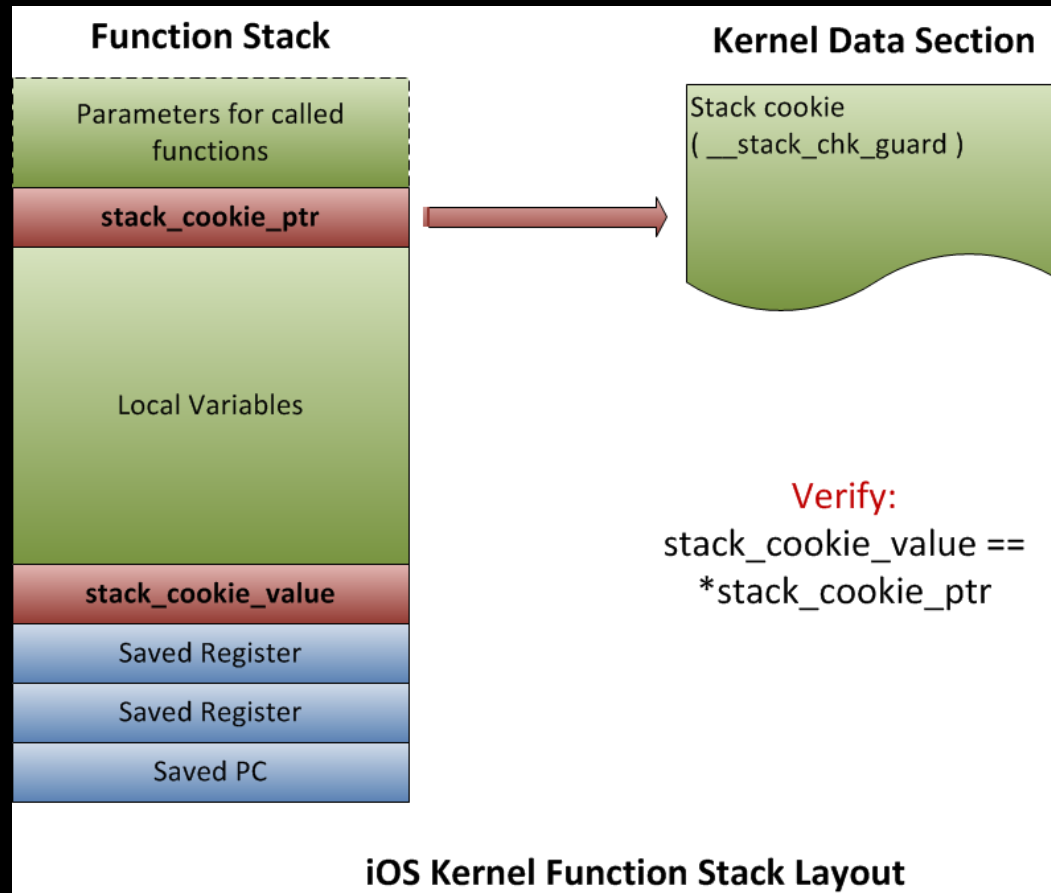 Function Stack
Parameters for called
functions
stack_cookie_ptr
Local Variables
stack_cookie_value
Saved Register
Saved Register
Saved PC
Kernel Data Section
Stack cookie
( __stack_chk_guard )
Verify:
stack_cookie_value ==
*stack_cookie_ptr
iOS Kernel Function Stack Layout